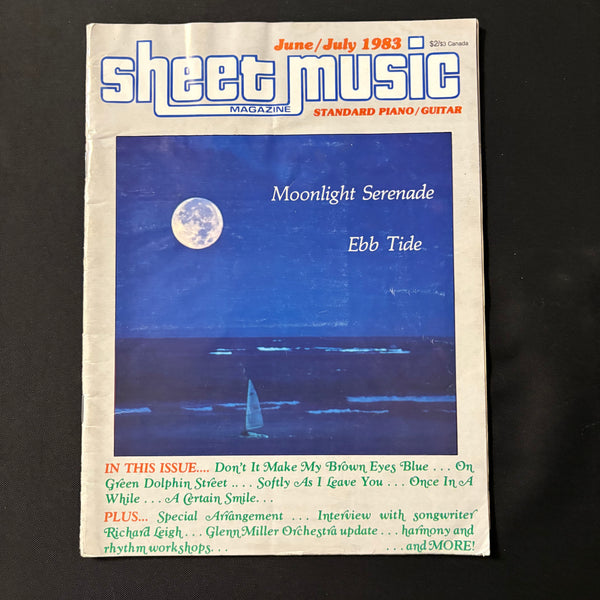 June/July 1983 $2/$3 Canada
sheet music
MAGAZINE
STANDARD PIANO/GUITAR
Moonlight Serenade
Ebb Tide
IN THIS ISSUE.... Don't It Make My Brown Eyes Blue . . . On
Green Dolphin Street . . . . Softly As I Leave You . . . Once In A
While . . . A Certain Smile. . .
PLUS... Special Arrangement . . . Interview with songwriter
Richard Leigh . . . Glenn Miller Orchestra update . . . harmony and
rhythm workshops. . . . . .and MORE!